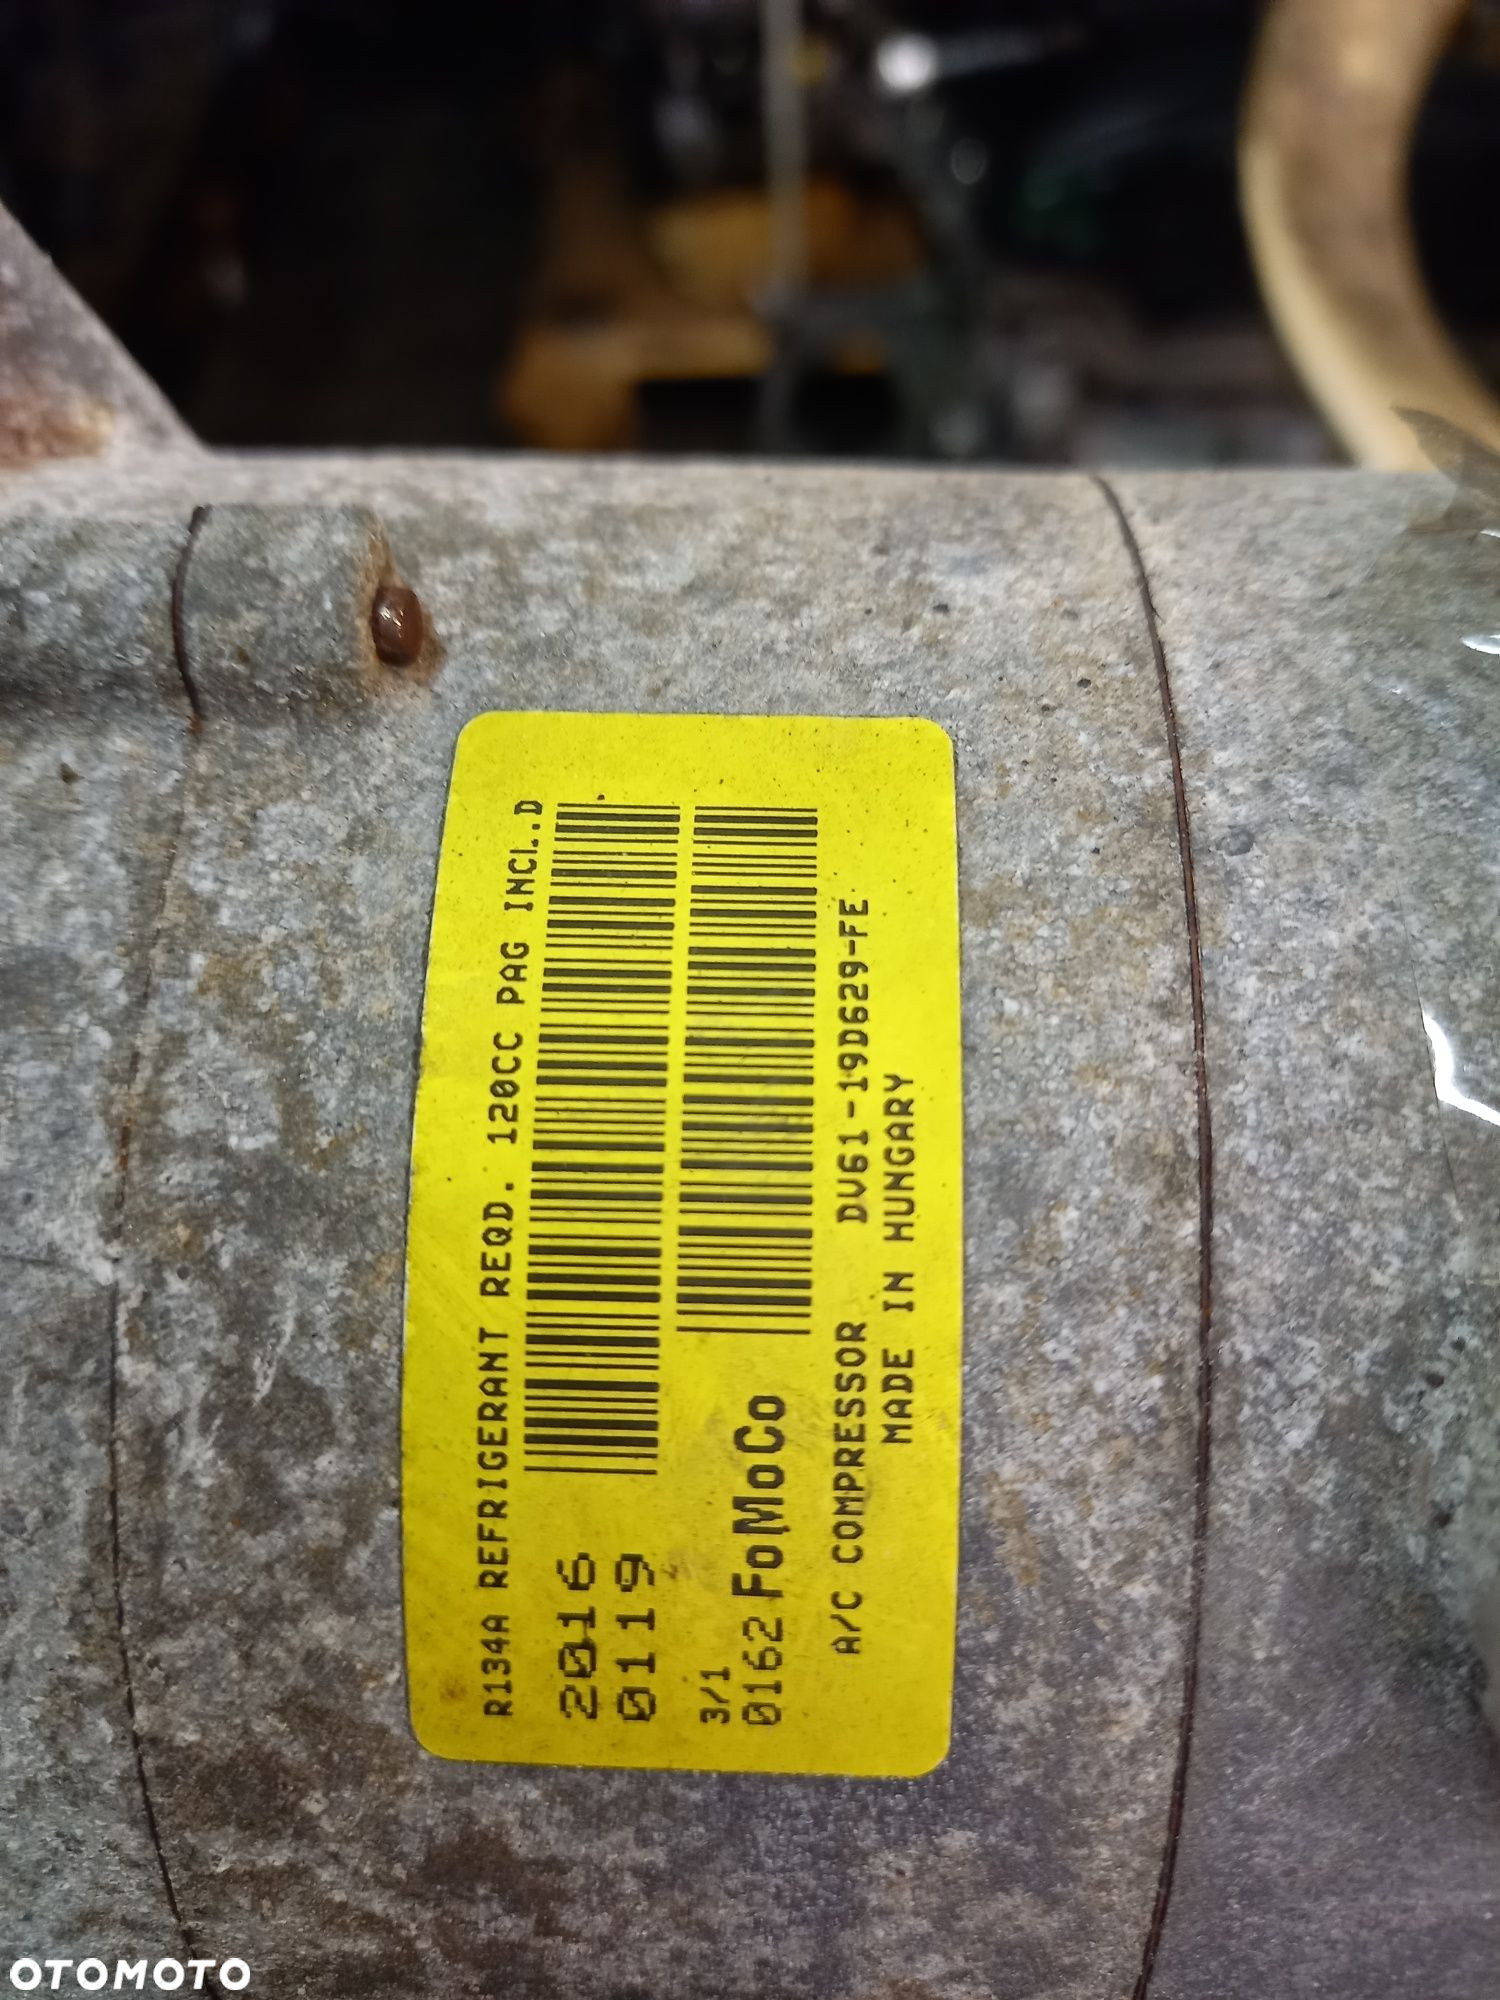 R134A REFRIGERANT REQD. 120CC PAG INCL.D
2016
0119
3/1
0162 FoMoCo
A/C COMPRESSOR DV61-19D629-FE
MADE IN HUNGARY
OTOMOTO